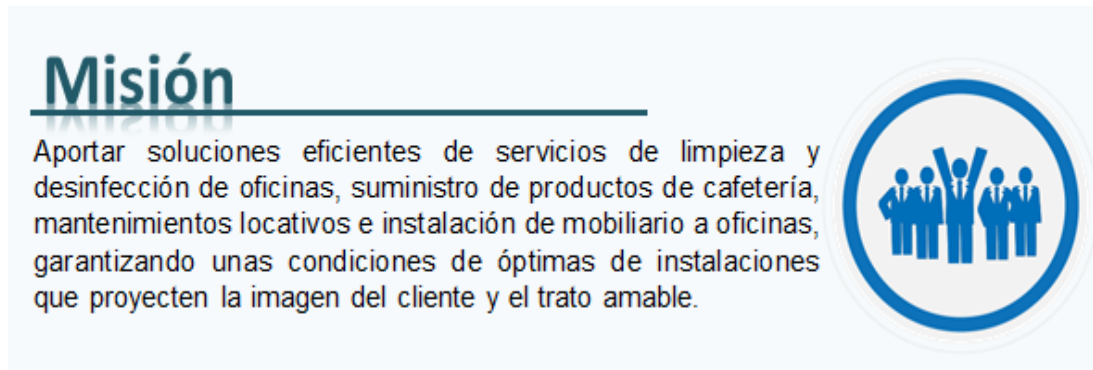 Misión
Aportar soluciones eficientes de servicios de limpieza y
desinfección de oficinas, suministro de productos de cafetería,
mantenimientos locativos e instalación de mobiliario a oficinas,
garantizando unas condiciones de óptimas de instalaciones
que proyecten la imagen del cliente y el trato amable.